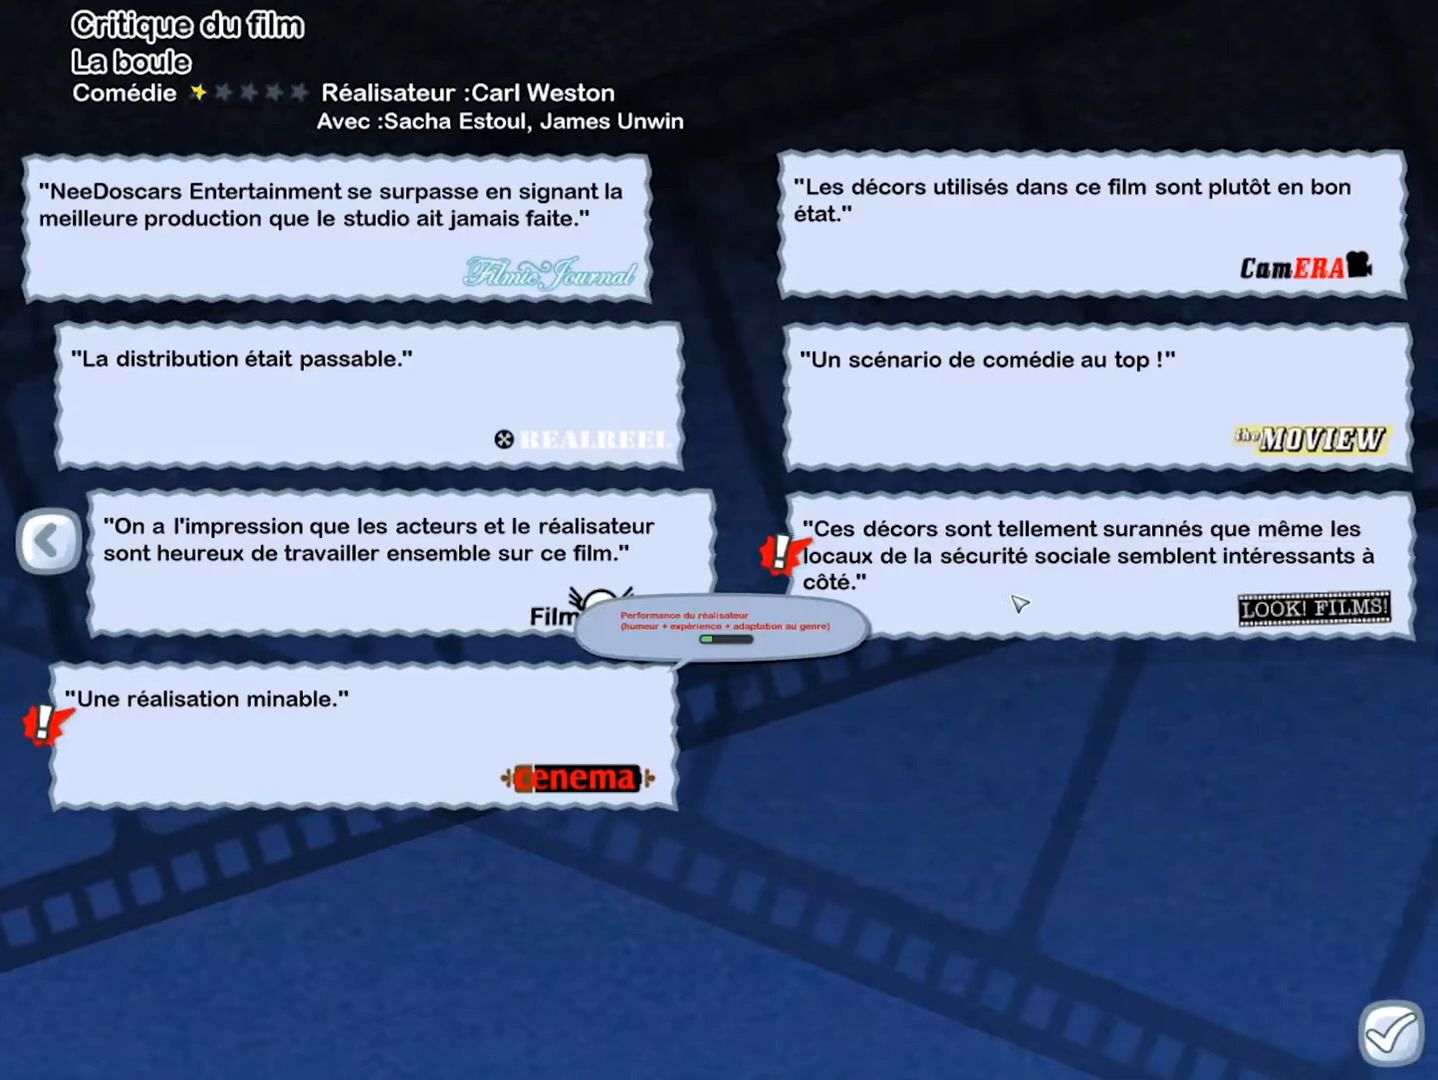 Critique du film
La boule
Comédie
Réalisateur :Carl Weston
Avec :Sacha Estoul, James Unwin
"NeeDoscars Entertainment se surpasse en signant la
meilleure production que le studio ait jamais faite."
Filmic Journal
"Les décors utilisés dans ce film sont plutôt en bon
état."
CamERA
"La distribution était passable."
REALREEL
"Un scénario de comédie au top !"
the MOVIEW
"On a l'impression que les acteurs et le réalisateur
sont heureux de travailler ensemble sur ce film."
Film
"Ces décors sont tellement surannés que même les
locaux de la sécurité sociale semblent intéressants à
côté."
LOOK! FILMS!
Performance du réalisateur
(humeur + expérience + adaptation au genre)
"Une réalisation minable."
cenema